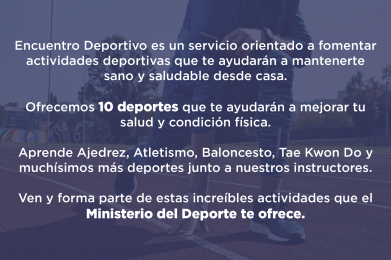 Encuentro Deportivo es un servicio orientado a fomentar
actividades deportivas que te ayudarán a mantenerte
sano y saludable desde casa.
Ofrecemos 10 deportes que te ayudarán a mejorar tu
salud y condición física.
Aprende Ajedrez, Atletismo, Baloncesto, Tae Kwon Do y
muchísimos más deportes junto a nuestros instructores.
Ven y forma parte de estas increíbles actividades que el
Ministerio del Deporte te ofrece.